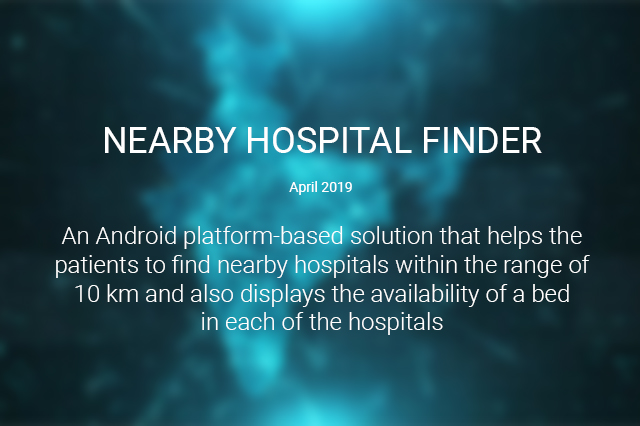 NEARBY HOSPITAL FINDER
April 2019
An Android platform-based solution that helps the
patients to find nearby hospitals within the range of
10 km and also displays the availability of a bed
in each of the hospitals